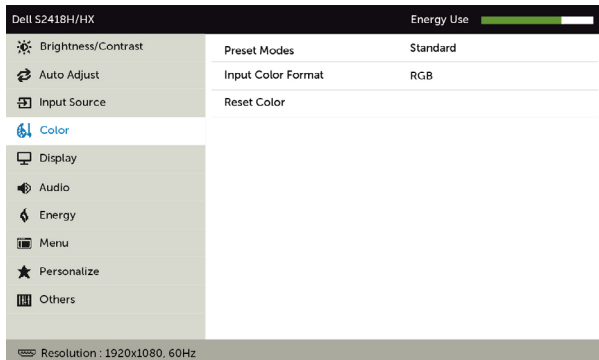 Dell S2418H/HX Energy Use
Brightness/Contrast
Preset Modes Standard
Auto Adjust
Input Color Format RGB
Input Source
Reset Color
Color
Display
Audio
Energy
Menu
Personalize
Others
Resolution : 1920x1080, 60Hz